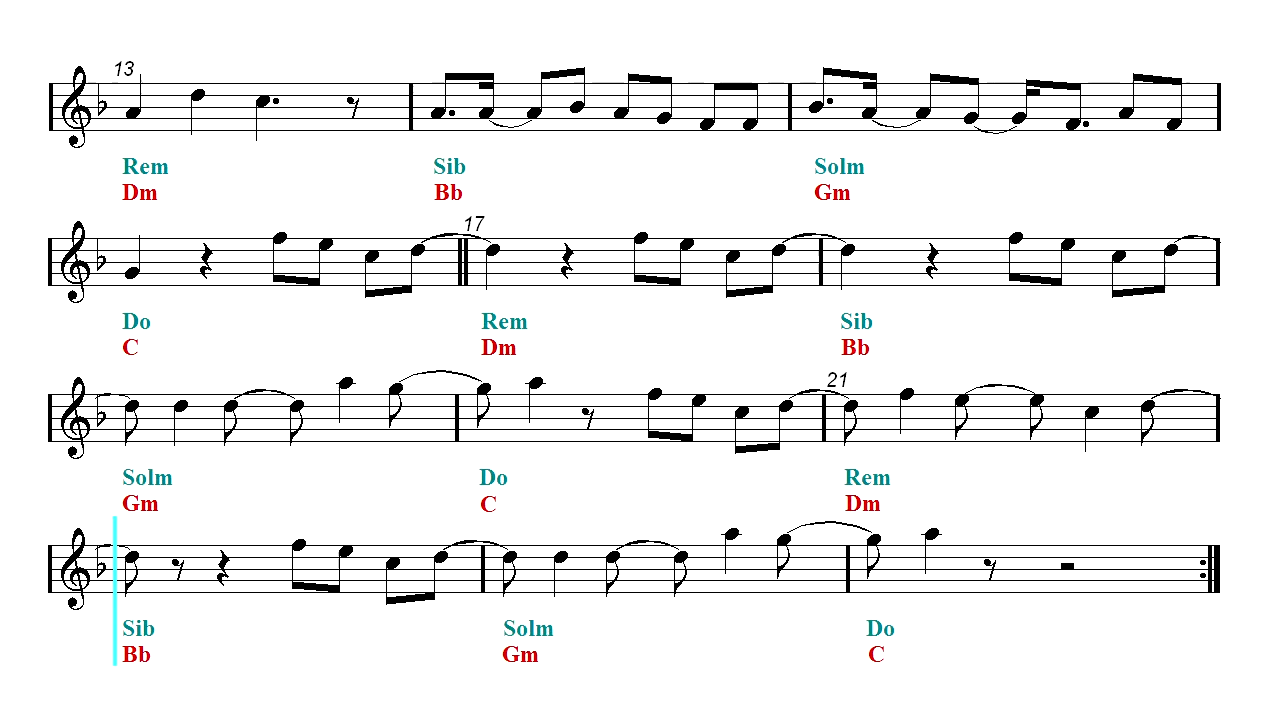 13
Rem Sib Solm
Dm Bb Gm
17
Do Rem Sib
C Dm Bb
21
Solm Do Rem
Gm C Dm
Sib Solm Do
Bb Gm C